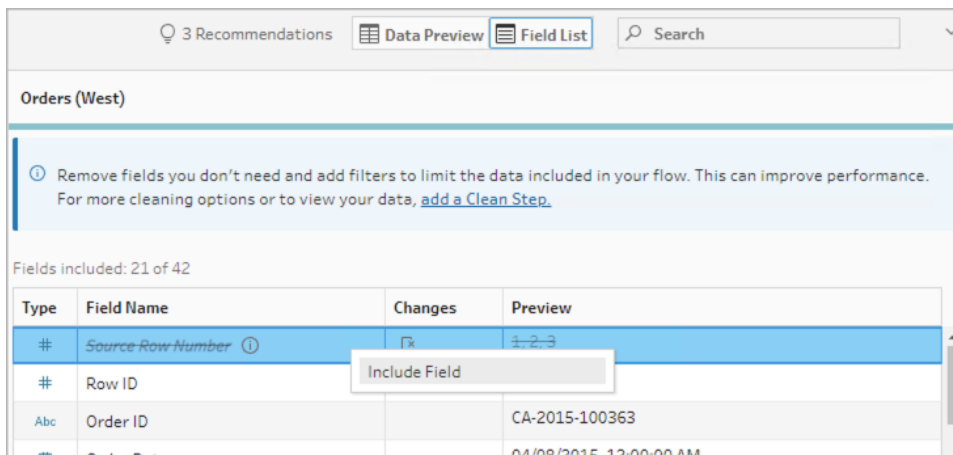 3 Recommendations Data Preview Field List Search
Orders (West)
Remove fields you don't need and add filters to limit the data included in your flow. This can improve performance.
For more cleaning options or to view your data, add a Clean Step.
Fields included: 21 of 42
Type Field Name Changes Preview
# Source Row Number 1, 2, 3
Include Field
# Row ID
Abc Order ID CA-2015-100363
04/08/2015, 12:00:00 AM